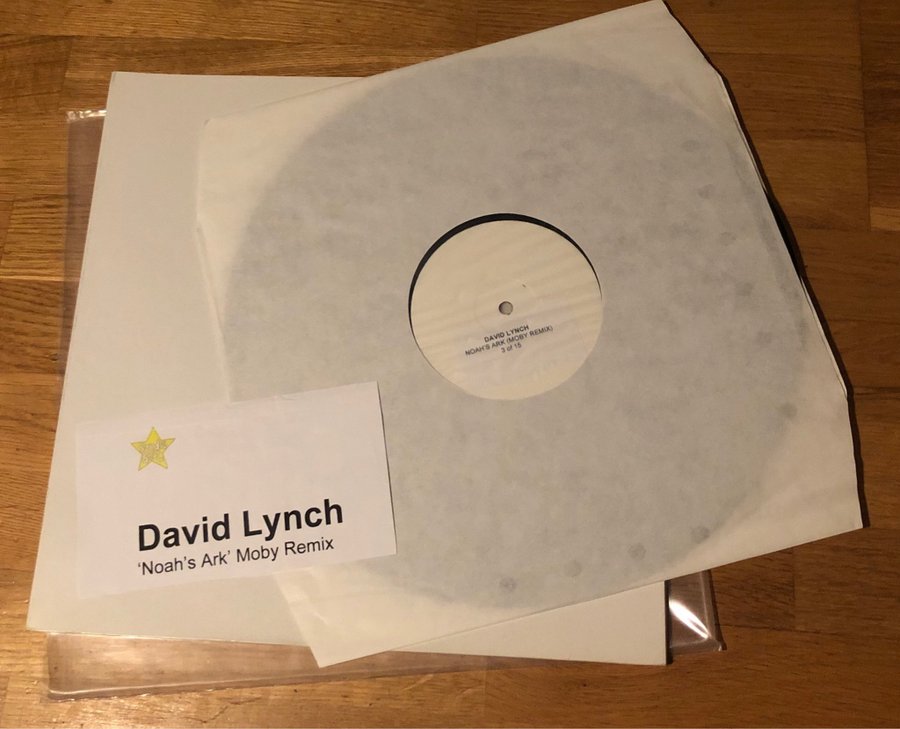 DAVID LYNCH
NOAH'S ARK (MOBY REMIX)
3 of 15
David Lynch
‘Noah’s Ark’ Moby Remix